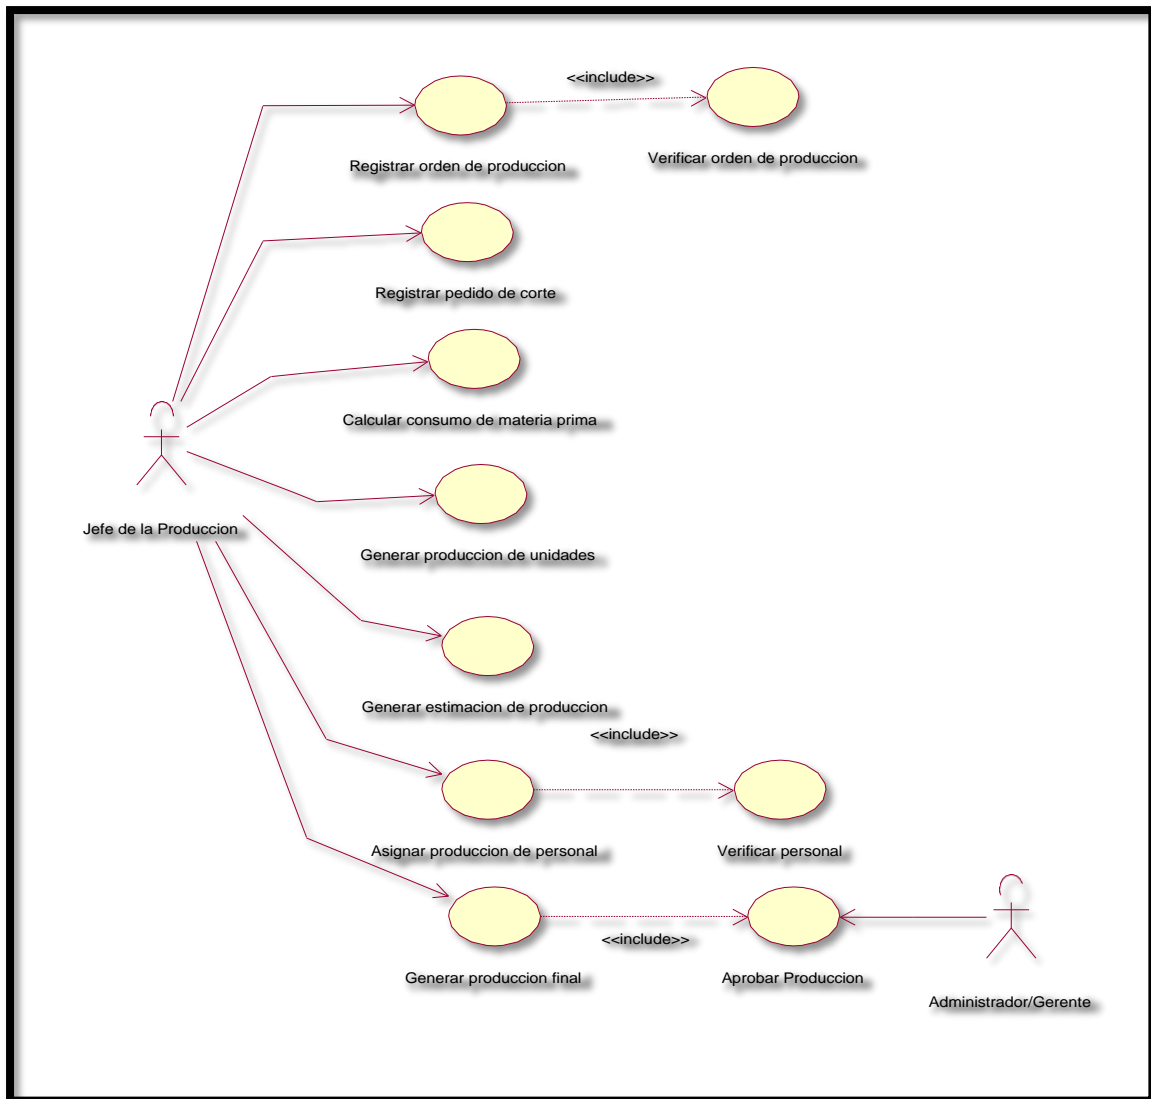 <<include>>
Registrar orden de produccion
Verificar orden de produccion
Registrar pedido de corte
Calcular consumo de materia prima
Jefe de la Produccion
Generar produccion de unidades
Generar estimacion de produccion
<<include>>
Asignar produccion de personal
Verificar personal
<<include>>
Generar produccion final
Aprobar Produccion
Administrador/Gerente